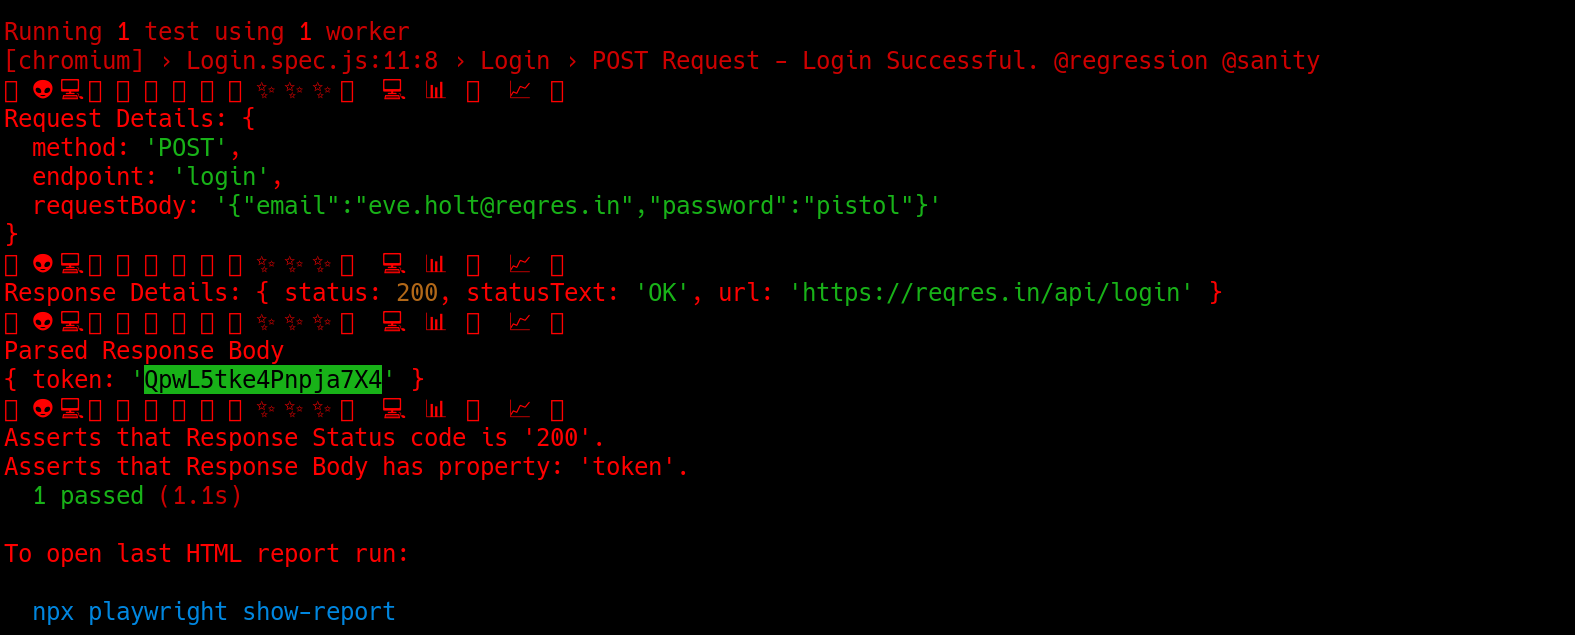 Running 1 test using 1 worker
[chromium] › Login.spec.js:11:8 › Login › POST Request – Login Successful. @regression @sanity
Request Details: {
  method: 'POST',
  endpoint: 'login',
  requestBody: '{"email":"eve.holt@reqres.in","password":"pistol"}'
}
Response Details: { status: 200, statusText: 'OK', url: 'https://reqres.in/api/login' }
Parsed Response Body
{ token: 'QpwL5tke4Pnpja7X4' }
Asserts that Response Status code is '200'.
Asserts that Response Body has property: 'token'.
  1 passed (1.1s)
To open last HTML report run:
  npx playwright show-report